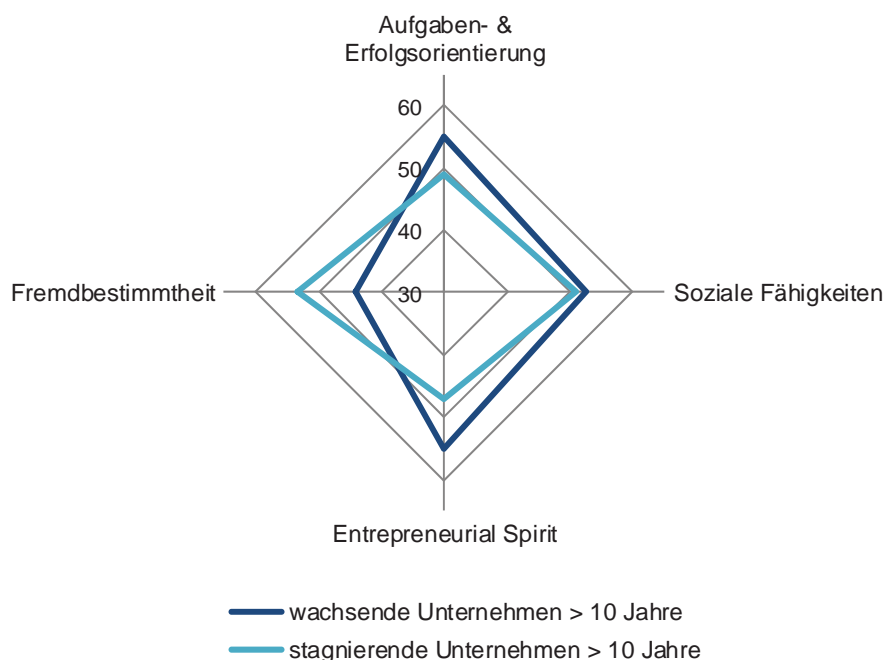 Aufgaben- &
Erfolgsorientierung
60
50
40
30
Fremdbestimmtheit
Soziale Fähigkeiten
Entrepreneurial Spirit
wachsende Unternehmen > 10 Jahre
stagnierende Unternehmen > 10 Jahre